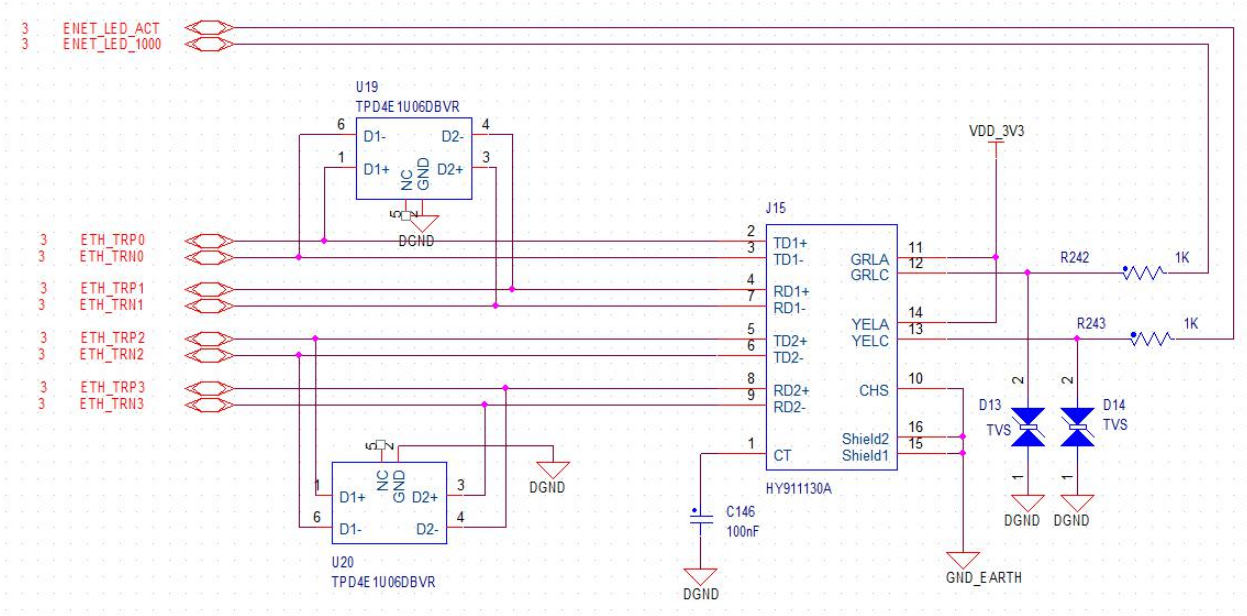 3 ENET_LED_ACT
3 ENET_LED_1000
U19
TPD4E1U06DBVR
6 D1- D2- 4
1 D1+ D2+ 3
NC GND
5 2
DGND
VDD_3V3
J15
3 ETH_TRP0 2 TD1+
3 ETH_TRN0 3 TD1-
GRLA 11
GRLC 12
R242 1K
3 ETH_TRP1 4 RD1+
3 ETH_TRN1 7 RD1-
YELA 14
YELC 13
R243 1K
3 ETH_TRP2 5 TD2+
3 ETH_TRN2 6 TD2-
3 ETH_TRP3 8 RD2+
3 ETH_TRN3 9 RD2-
CHS 10
2 2
D13 TVS
D14 TVS
1 1
DGND DGND
Shield2 16
Shield1 15
1 CT
HY911130A
5 2
NC GND
DGND
1 D1+ D2+ 3
6 D1- D2- 4
U20
TPD4E1U06DBVR
C146
100nF
DGND
GND_EARTH